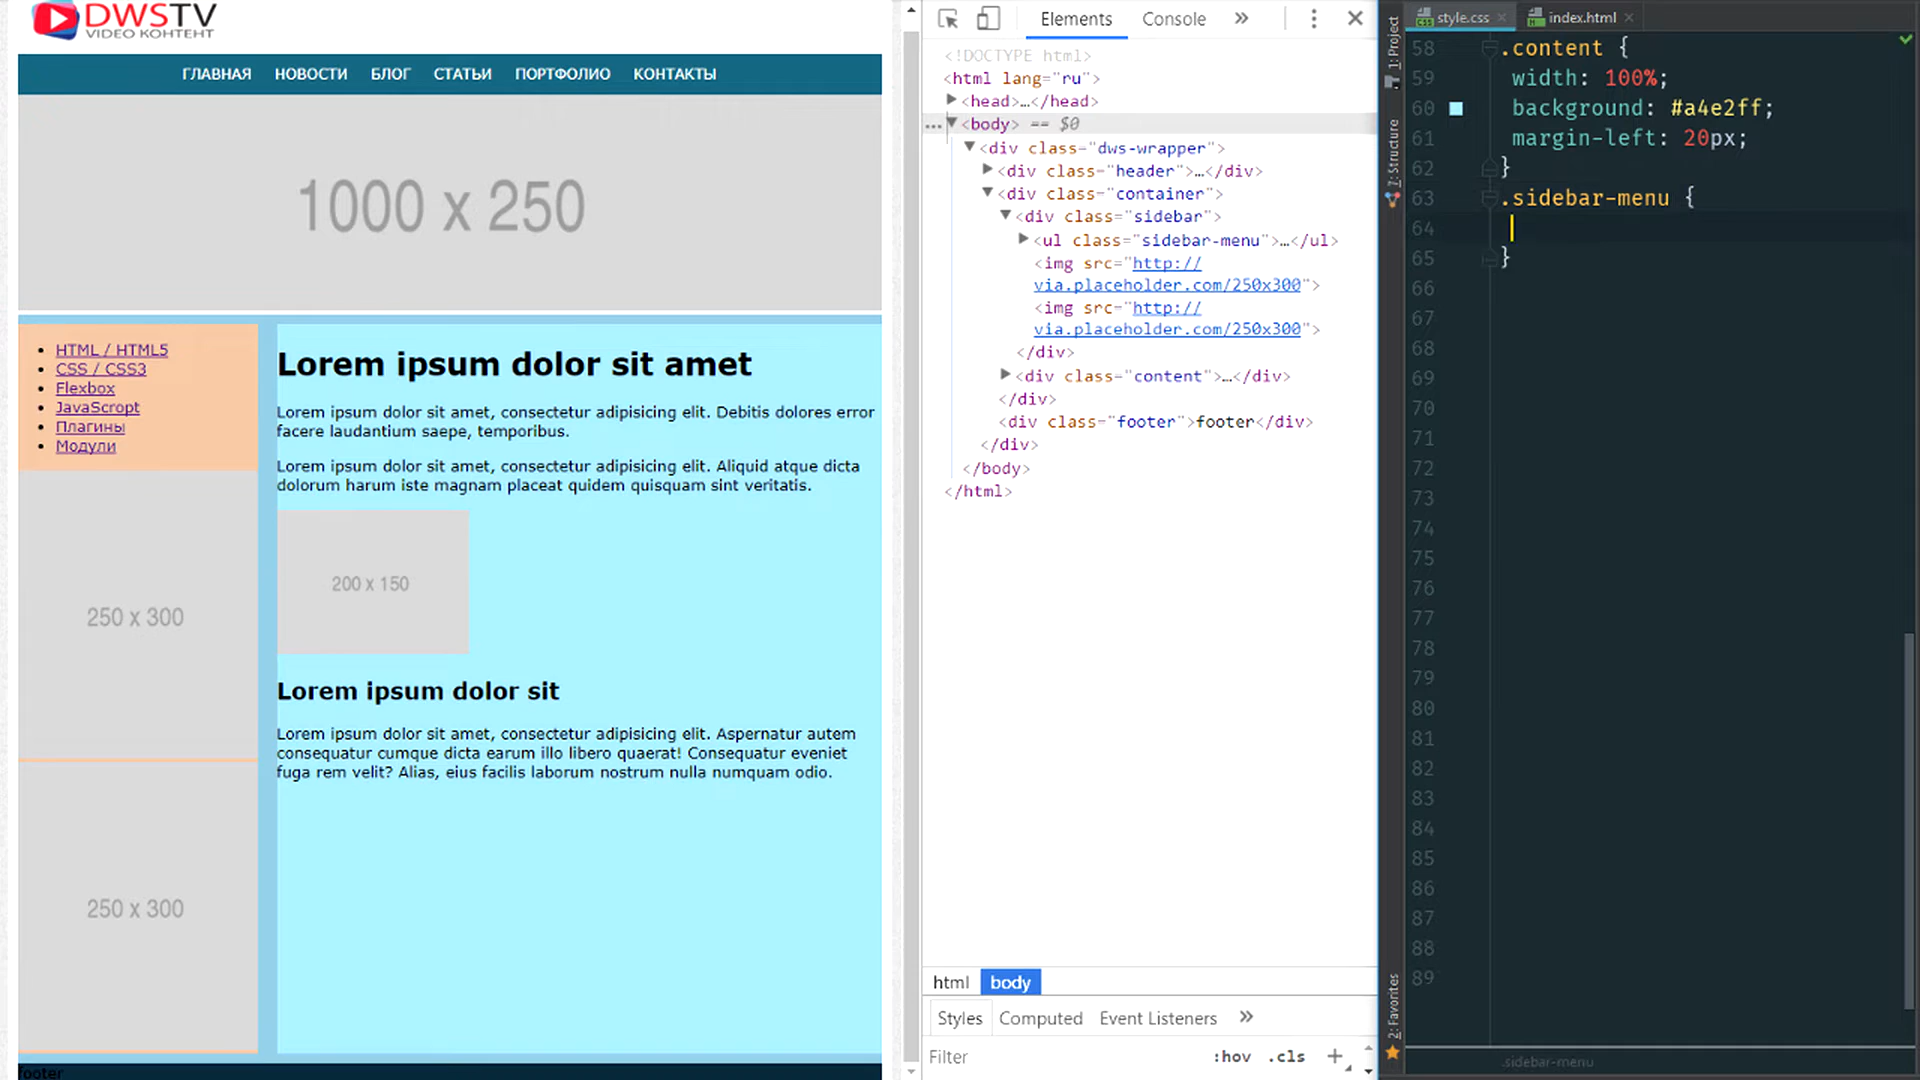 DWSTV
VIDEO КОНТЕНТ
ГЛАВНАЯ НОВОСТИ БЛОГ СТАТЬИ ПОРТФОЛИО КОНТАКТЫ
1000 x 250
HTML / HTML5
CSS / CSS3
Flexbox
JavaScropt
Плагины
Модули
250 x 300
250 x 300
Lorem ipsum dolor sit amet
Lorem ipsum dolor sit amet, consectetur adipisicing elit. Debitis dolores error
facere laudantium saepe, temporibus.
Lorem ipsum dolor sit amet, consectetur adipisicing elit. Aliquid atque dicta
dolorum harum iste magnam placeat quidem quisquam sint veritatis.
200 x 150
Lorem ipsum dolor sit
Lorem ipsum dolor sit amet, consectetur adipisicing elit. Aspernatur autem
consequatur cumque dicta earum illo libero quaerat! Consequatur eveniet
fuga rem velit? Alias, eius facilis laborum nostrum nulla numquam odio.
footer
Elements Console »
<!DOCTYPE html>
<html lang="ru">
<head>…</head>
… <body> == $0
<div class="dws-wrapper">
<div class="header">…</div>
<div class="container">
<div class="sidebar">
<ul class="sidebar-menu">…</ul>
<img src="http://
via.placeholder.com/250x300">
<img src="http://
via.placeholder.com/250x300">
</div>
<div class="content">…</div>
</div>
<div class="footer">footer</div>
</div>
</body>
</html>
html body
Styles Computed Event Listeners »
Filter :hov .cls +
1: Project
7: Structure
2: Favorites
style.css index.html
58 .content {
59 width: 100%;
60 background: #a4e2ff;
61 margin-left: 20px;
62 }
63 .sidebar-menu {
64
65 }
66
67
68
69
70
71
72
73
74
75
76
77
78
79
80
81
82
83
84
85
86
87
88
89
.sidebar-menu